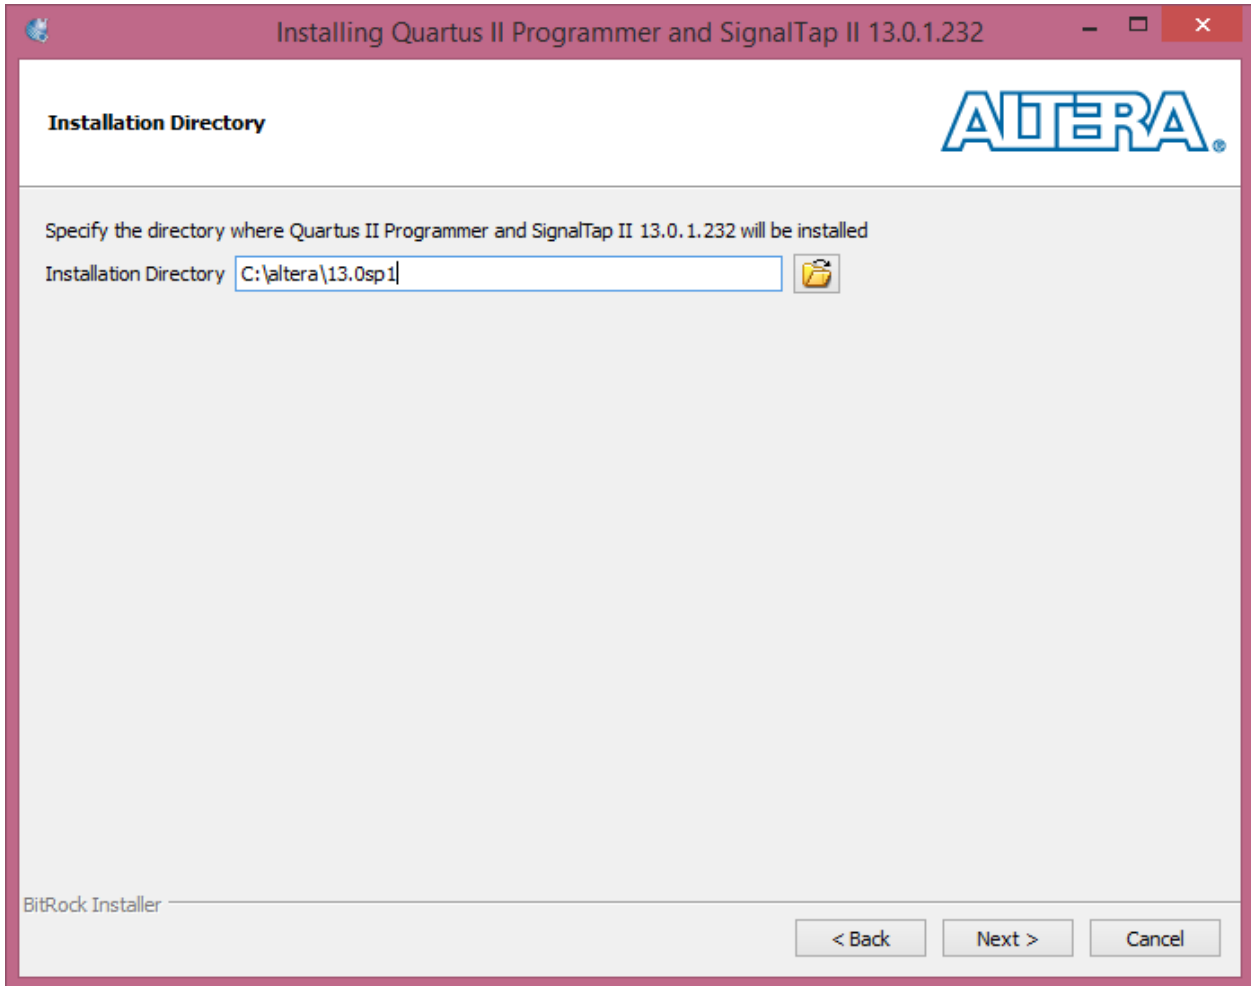 Installing Quartus II Programmer and SignalTap II 13.0.1.232
Installation Directory
ALTERA®
Specify the directory where Quartus II Programmer and SignalTap II 13.0.1.232 will be installed
Installation Directory C:\altera\13.0sp1
BitRock Installer
< Back Next > Cancel